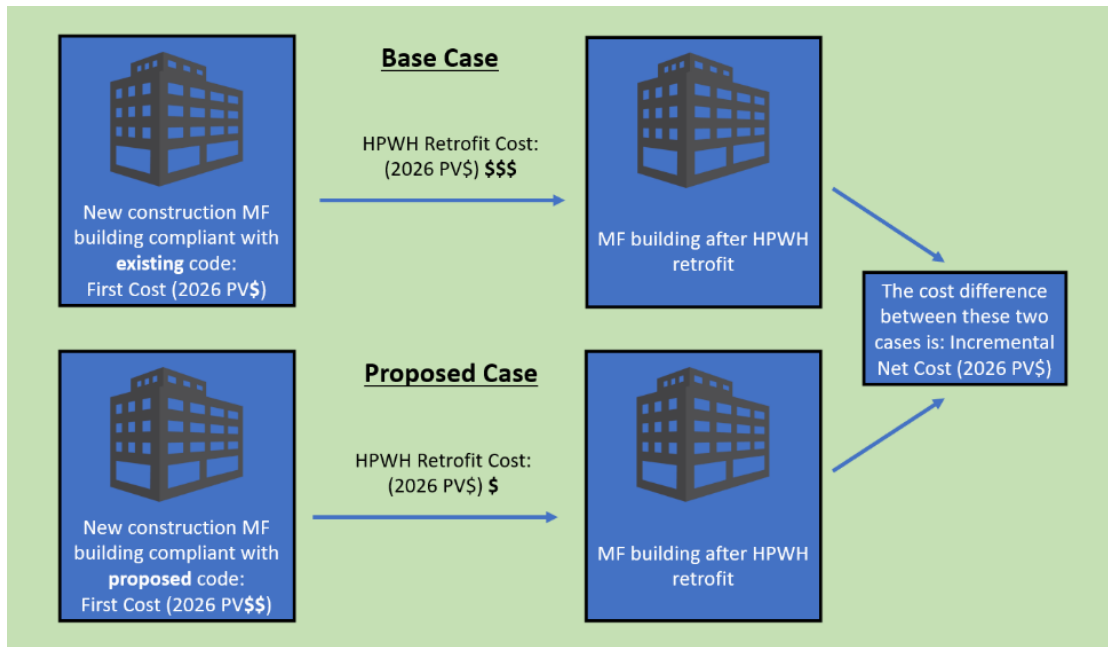 Base Case
New construction MF
building compliant with
existing code:
First Cost (2026 PV$)
HPWH Retrofit Cost:
(2026 PV$) $$$
MF building after HPWH
retrofit
The cost difference
between these two
cases is: Incremental
Net Cost (2026 PV$)
Proposed Case
New construction MF
building compliant with
proposed code:
First Cost (2026 PV$$)
HPWH Retrofit Cost:
(2026 PV$) $
MF building after HPWH
retrofit